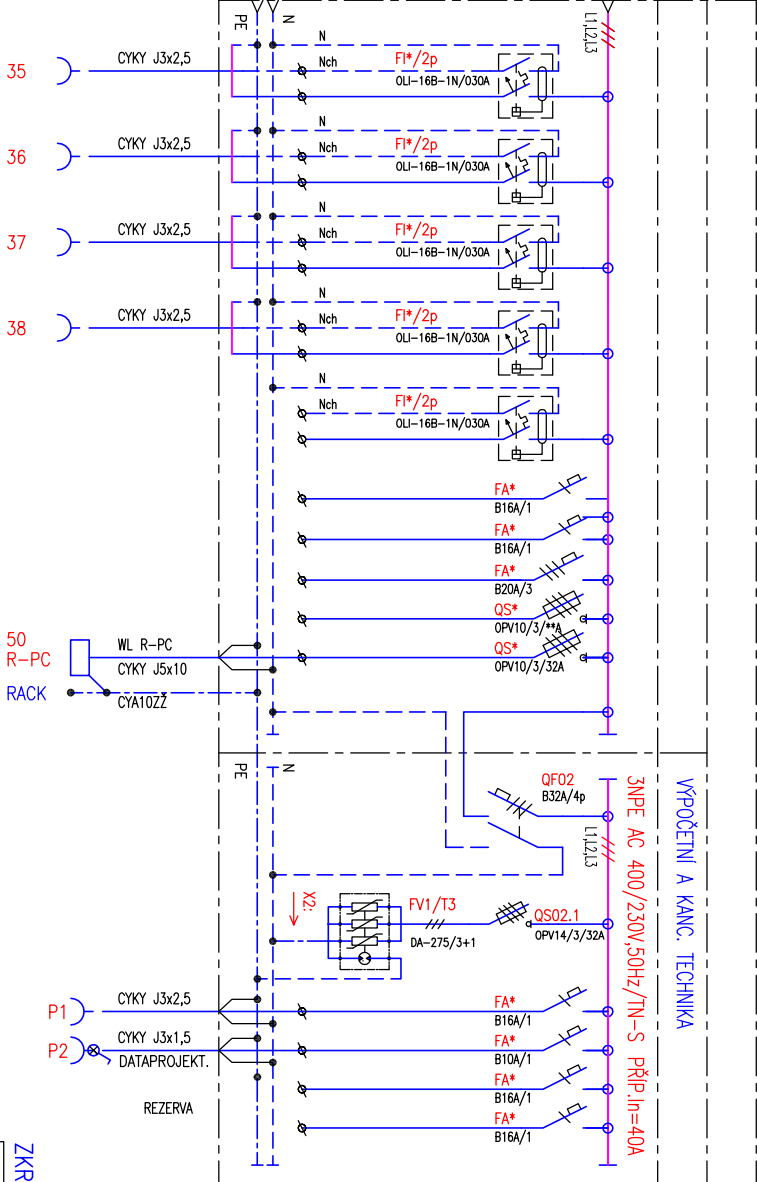 PE
N
L1,L2,L3
N
35
CYKY J3x2,5
Nch
FI*/2p
OLI-16B-1N/030A
N
36
CYKY J3x2,5
Nch
FI*/2p
OLI-16B-1N/030A
N
37
CYKY J3x2,5
Nch
FI*/2p
OLI-16B-1N/030A
N
38
CYKY J3x2,5
Nch
FI*/2p
OLI-16B-1N/030A
N
Nch
FI*/2p
OLI-16B-1N/030A
FA*
B16A/1
FA*
B16A/1
FA*
B20A/3
QS*
OPV10/3/**A
QS*
OPV10/3/32A
50
R-PC
WL R-PC
CYKY J5x10
RACK
CYA10ZŽ
PE
N
QF02
B32A/4p
L1,L2,L3
3NPE AC 400/230V,50Hz/TN-S PŘÍP.In=40A
VÝPOČETNÍ A KANC. TECHNIKA
X2:
FV1/T3
DA-275/3+1
QS02.1
OPV14/3/32A
P1
CYKY J3x2,5
FA*
B16A/1
P2
CYKY J3x1,5
DATAPROJEKT.
FA*
B10A/1
FA*
B16A/1
REZERVA
FA*
B16A/1
ZKR